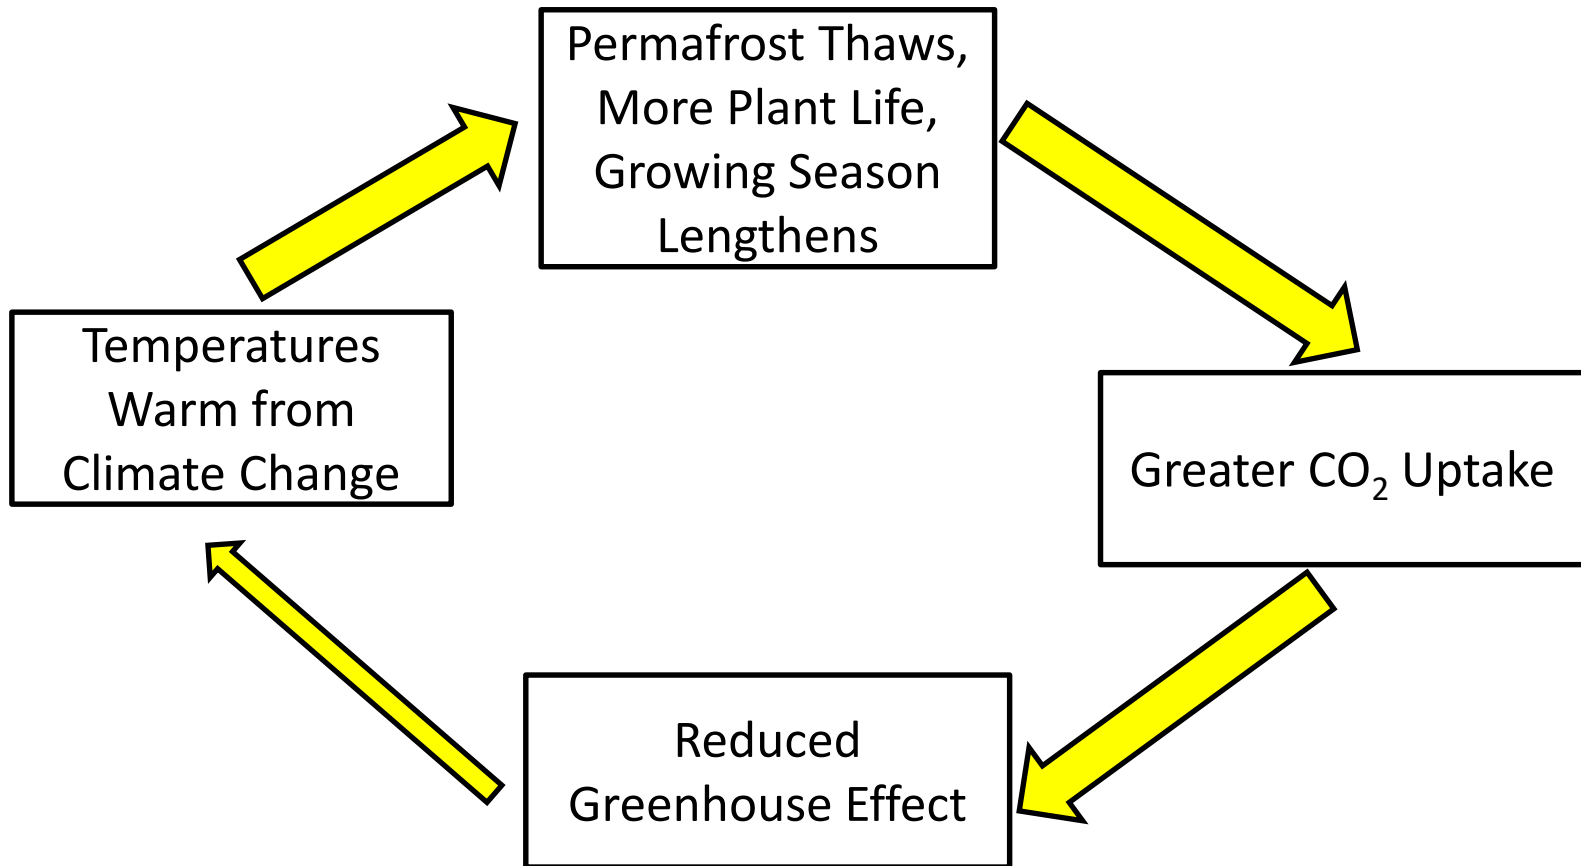 Permafrost Thaws,
More Plant Life,
Growing Season
Lengthens
Temperatures
Warm from
Climate Change
Greater CO₂ Uptake
Reduced
Greenhouse Effect